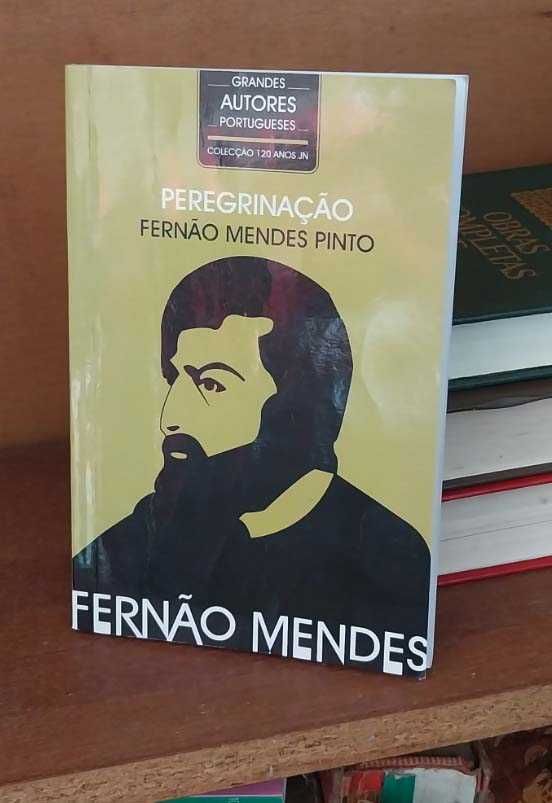 GRANDES
AUTORES
PORTUGUESES
COLECÇÃO 120 ANOS JN
PEREGRINAÇÃO
FERNÃO MENDES PINTO
FERNÃO MENDES
OBRAS
COMPLETAS